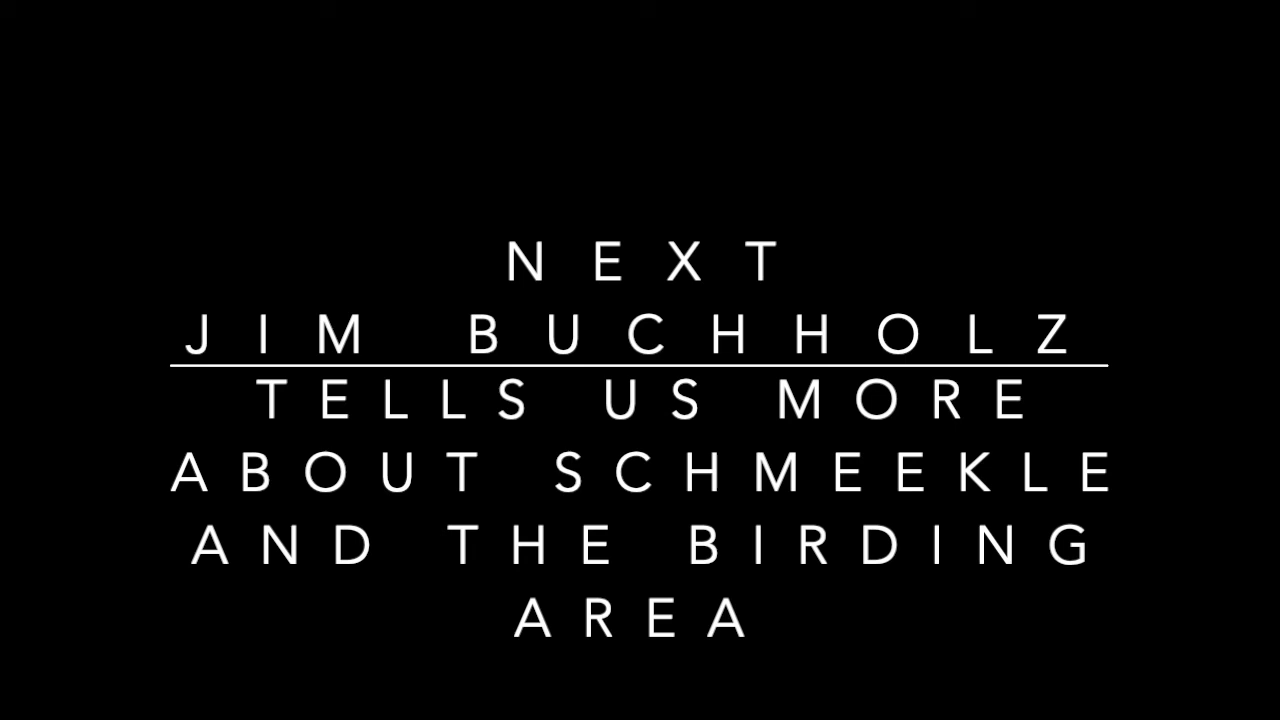 NEXT
JIM BUCHHOLZ
TELLS US MORE
ABOUT SCHMEEKLE
AND THE BIRDING
AREA